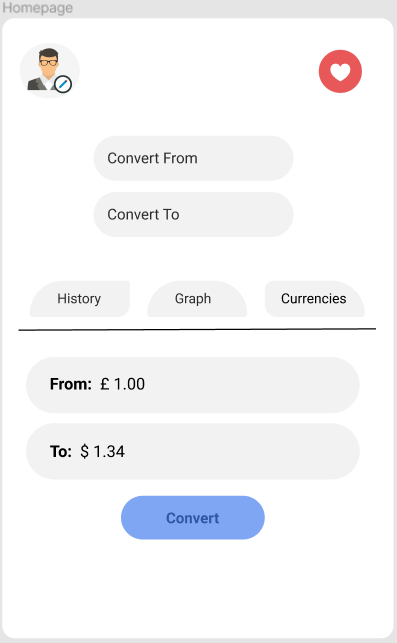 Homepage
Convert From
Convert To
History Graph Currencies
From: £ 1.00
To: $ 1.34
Convert